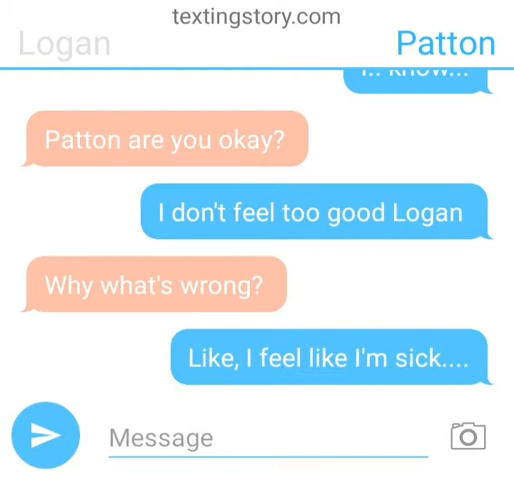 textingstory.com
Logan
Patton
I.. know...
Patton are you okay?
I don't feel too good Logan
Why what's wrong?
Like, I feel like I'm sick....
Message